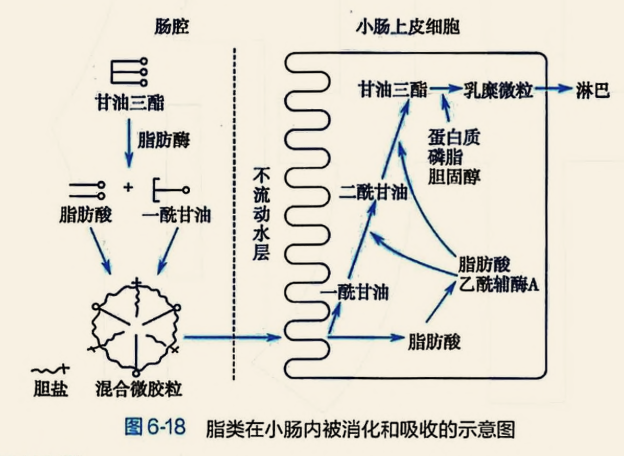 肠腔
小肠上皮细胞
甘油三酯
脂肪酶
+
脂肪酸
一酰甘油
胆盐
混合微胶粒
不流动水层
甘油三酯
乳糜微粒
淋巴
蛋白质
磷脂
胆固醇
二酰甘油
脂肪酸
乙酰辅酶A
一酰甘油
脂肪酸
图6-18 脂类在小肠内被消化和吸收的示意图